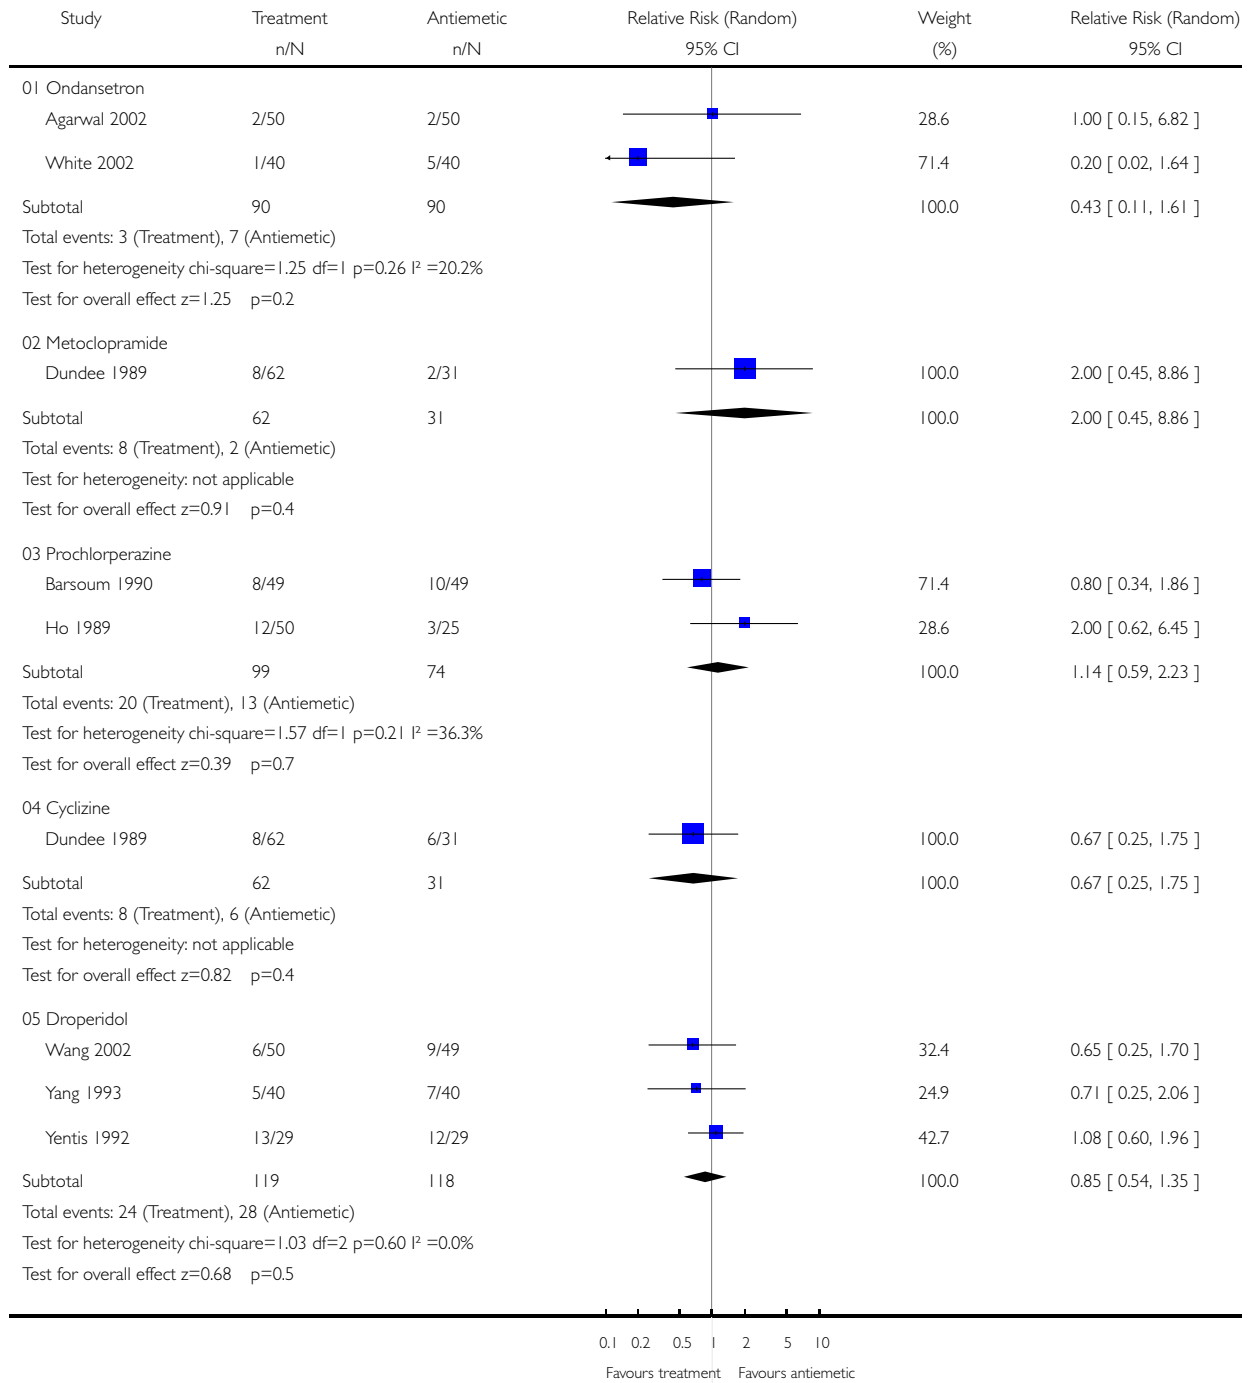 Study Treatment Antiemetic Relative Risk (Random) Weight Relative Risk (Random)
n/N n/N 95% CI (%) 95% CI
01 Ondansetron
Agarwal 2002 2/50 2/50 28.6 1.00 [ 0.15, 6.82 ]
White 2002 1/40 5/40 71.4 0.20 [ 0.02, 1.64 ]
Subtotal 90 90 100.0 0.43 [ 0.11, 1.61 ]
Total events: 3 (Treatment), 7 (Antiemetic)
Test for heterogeneity chi-square=1.25 df=1 p=0.26 I² =20.2%
Test for overall effect z=1.25 p=0.2
02 Metoclopramide
Dundee 1989 8/62 2/31 100.0 2.00 [ 0.45, 8.86 ]
Subtotal 62 31 100.0 2.00 [ 0.45, 8.86 ]
Total events: 8 (Treatment), 2 (Antiemetic)
Test for heterogeneity: not applicable
Test for overall effect z=0.91 p=0.4
03 Prochlorperazine
Barsoum 1990 8/49 10/49 71.4 0.80 [ 0.34, 1.86 ]
Ho 1989 12/50 3/25 28.6 2.00 [ 0.62, 6.45 ]
Subtotal 99 74 100.0 1.14 [ 0.59, 2.23 ]
Total events: 20 (Treatment), 13 (Antiemetic)
Test for heterogeneity chi-square=1.57 df=1 p=0.21 I² =36.3%
Test for overall effect z=0.39 p=0.7
04 Cyclizine
Dundee 1989 8/62 6/31 100.0 0.67 [ 0.25, 1.75 ]
Subtotal 62 31 100.0 0.67 [ 0.25, 1.75 ]
Total events: 8 (Treatment), 6 (Antiemetic)
Test for heterogeneity: not applicable
Test for overall effect z=0.82 p=0.4
05 Droperidol
Wang 2002 6/50 9/49 32.4 0.65 [ 0.25, 1.70 ]
Yang 1993 5/40 7/40 24.9 0.71 [ 0.25, 2.06 ]
Yentis 1992 13/29 12/29 42.7 1.08 [ 0.60, 1.96 ]
Subtotal 119 118 100.0 0.85 [ 0.54, 1.35 ]
Total events: 24 (Treatment), 28 (Antiemetic)
Test for heterogeneity chi-square=1.03 df=2 p=0.60 I² =0.0%
Test for overall effect z=0.68 p=0.5
0.1 0.2 0.5 1 2 5 10
Favours treatment Favours antiemetic